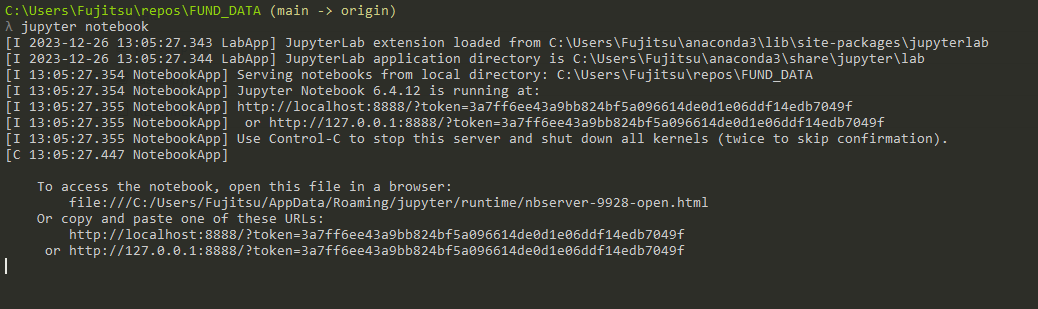 C:\Users\Fujitsu\repos\FUND_DATA (main -> origin)
λ jupyter notebook
[I 2023-12-26 13:05:27.343 LabApp] JupyterLab extension loaded from C:\Users\Fujitsu\anaconda3\lib\site-packages\jupyterlab
[I 2023-12-26 13:05:27.344 LabApp] JupyterLab application directory is C:\Users\Fujitsu\anaconda3\share\jupyter\lab
[I 13:05:27.354 NotebookApp] Serving notebooks from local directory: C:\Users\Fujitsu\repos\FUND_DATA
[I 13:05:27.354 NotebookApp] Jupyter Notebook 6.4.12 is running at:
[I 13:05:27.355 NotebookApp] http://localhost:8888/?token=3a7ff6ee43a9bb824bf5a096614de0d1e06ddf14edb7049f
[I 13:05:27.355 NotebookApp]  or http://127.0.0.1:8888/?token=3a7ff6ee43a9bb824bf5a096614de0d1e06ddf14edb7049f
[I 13:05:27.355 NotebookApp] Use Control-C to stop this server and shut down all kernels (twice to skip confirmation).
[C 13:05:27.447 NotebookApp]
To access the notebook, open this file in a browser:
file:///C:/Users/Fujitsu/AppData/Roaming/jupyter/runtime/nbserver-9928-open.html
Or copy and paste one of these URLs:
http://localhost:8888/?token=3a7ff6ee43a9bb824bf5a096614de0d1e06ddf14edb7049f
or http://127.0.0.1:8888/?token=3a7ff6ee43a9bb824bf5a096614de0d1e06ddf14edb7049f